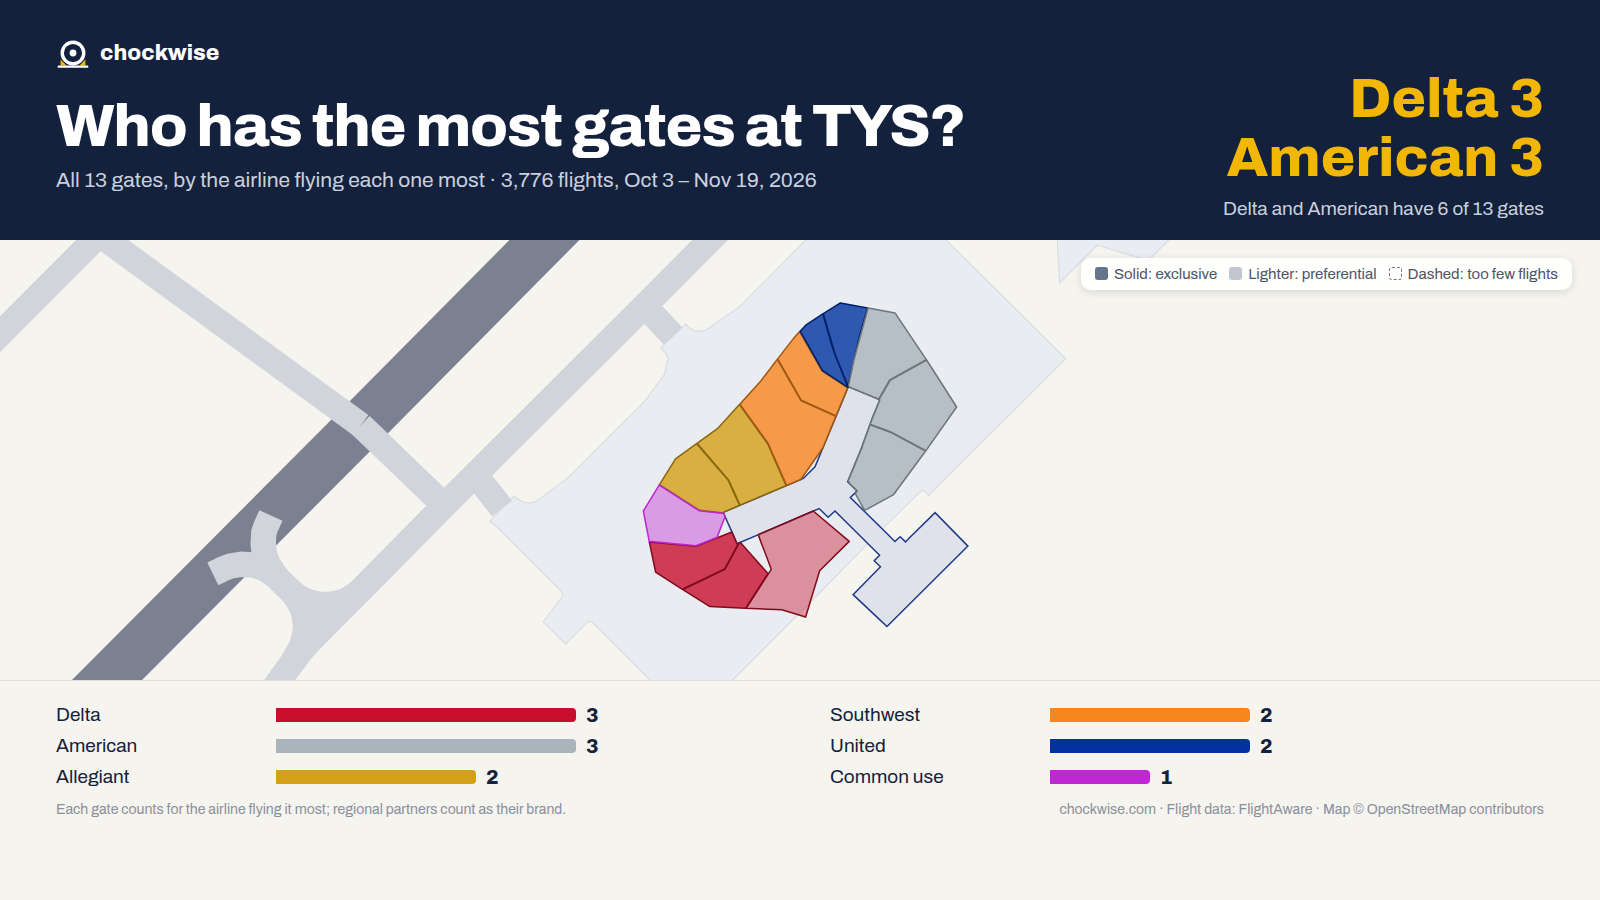 chockwise
Who has the most gates at TYS?
All 13 gates, by the airline flying each one most · 3,776 flights, Oct 3 – Nov 19, 2026
Delta 3
American 3
Delta and American have 6 of 13 gates
Solid: exclusive Lighter: preferential Dashed: too few flights
Delta 3
American 3
Allegiant 2
Southwest 2
United 2
Common use 1
Each gate counts for the airline flying it most; regional partners count as their brand.
chockwise.com · Flight data: FlightAware · Map © OpenStreetMap contributors